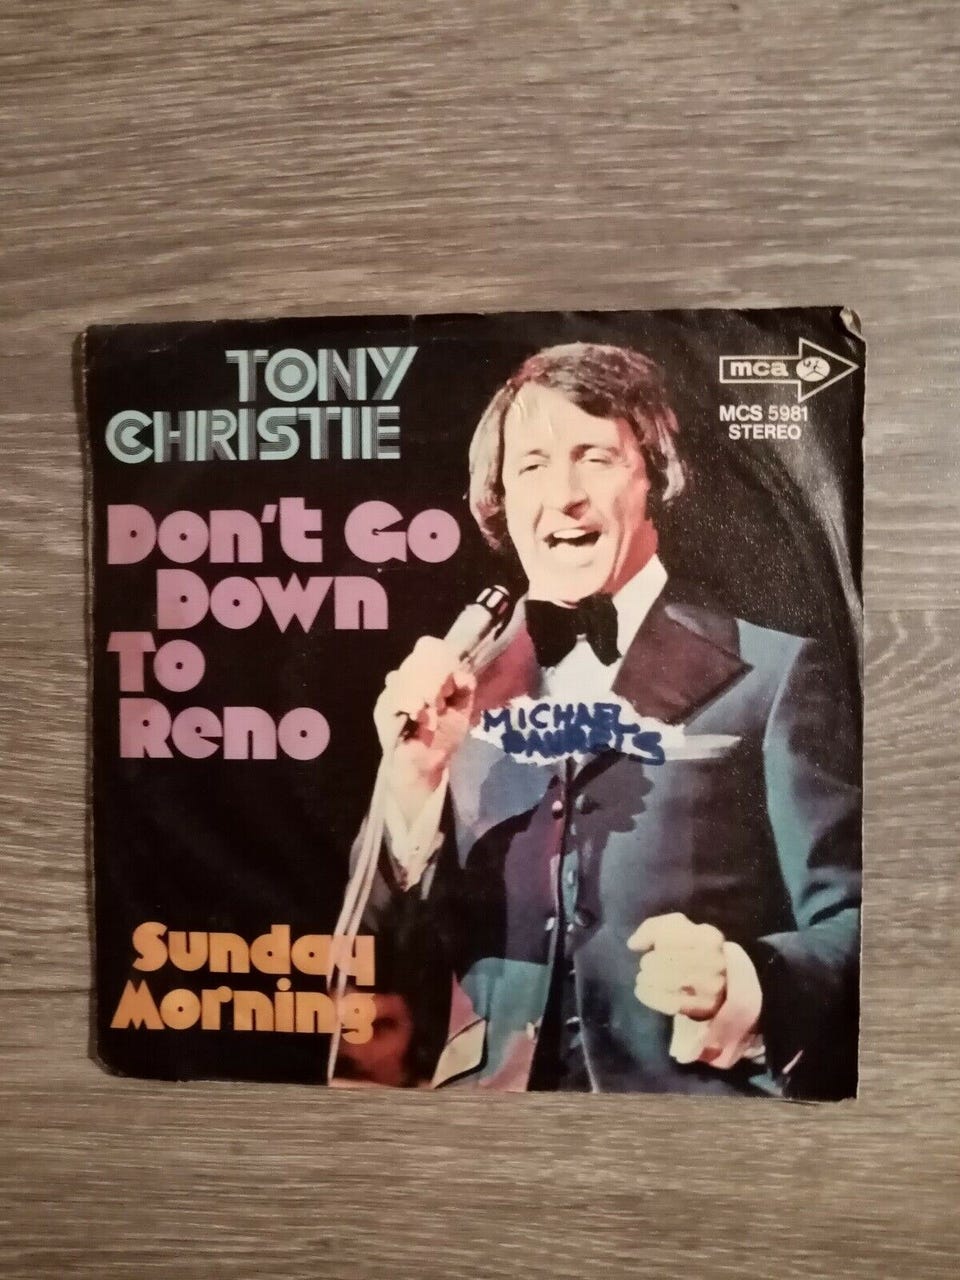 TONY
CHRISTIE
Don't Go
Down
To
Reno
Sunday
Morning
mca
MCS 5981
STEREO
MICHAEL